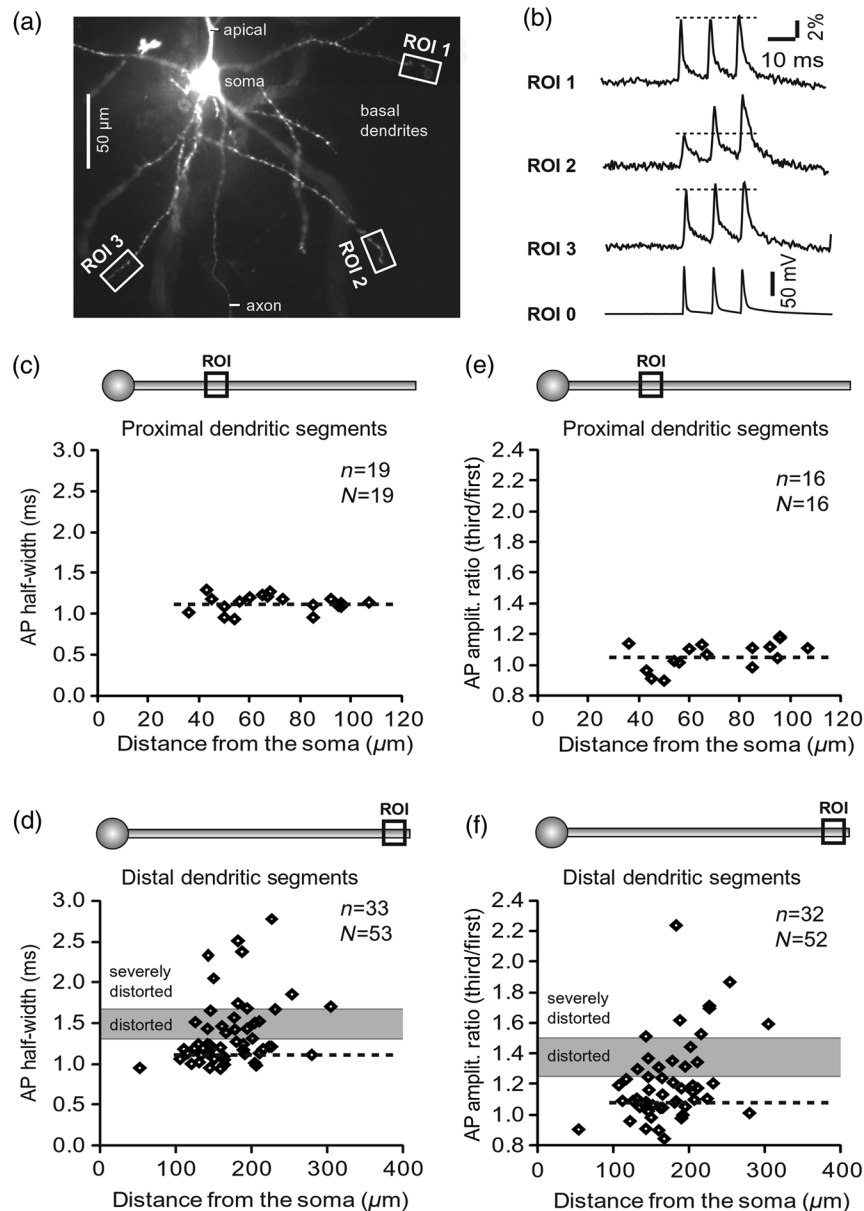 (a)
apical
ROI 1
soma
basal
dendrites
50 µm
ROI 3
ROI 2
axon
(b)
2%
10 ms
ROI 1
ROI 2
ROI 3
50 mV
ROI 0
(c)
ROI
Proximal dendritic segments
n=19
N=19
AP half-width (ms)
3.0
2.5
2.0
1.5
1.0
0.5
0.0
0 20 40 60 80 100 120
Distance from the soma (µm)
(e)
ROI
Proximal dendritic segments
n=16
N=16
AP amplit. ratio (third/first)
2.4
2.2
2.0
1.8
1.6
1.4
1.2
1.0
0.8
0 20 40 60 80 100 120
Distance from the soma (µm)
(d)
ROI
Distal dendritic segments
n=33
N=53
AP half-width (ms)
3.0
2.5
2.0
1.5
1.0
0.5
0.0
severely
distorted
distorted
0 100 200 300 400
Distance from the soma (µm)
(f)
ROI
Distal dendritic segments
n=32
N=52
AP amplit. ratio (third/first)
2.4
2.2
2.0
1.8
1.6
1.4
1.2
1.0
0.8
severely
distorted
distorted
0 100 200 300 400
Distance from the soma (µm)